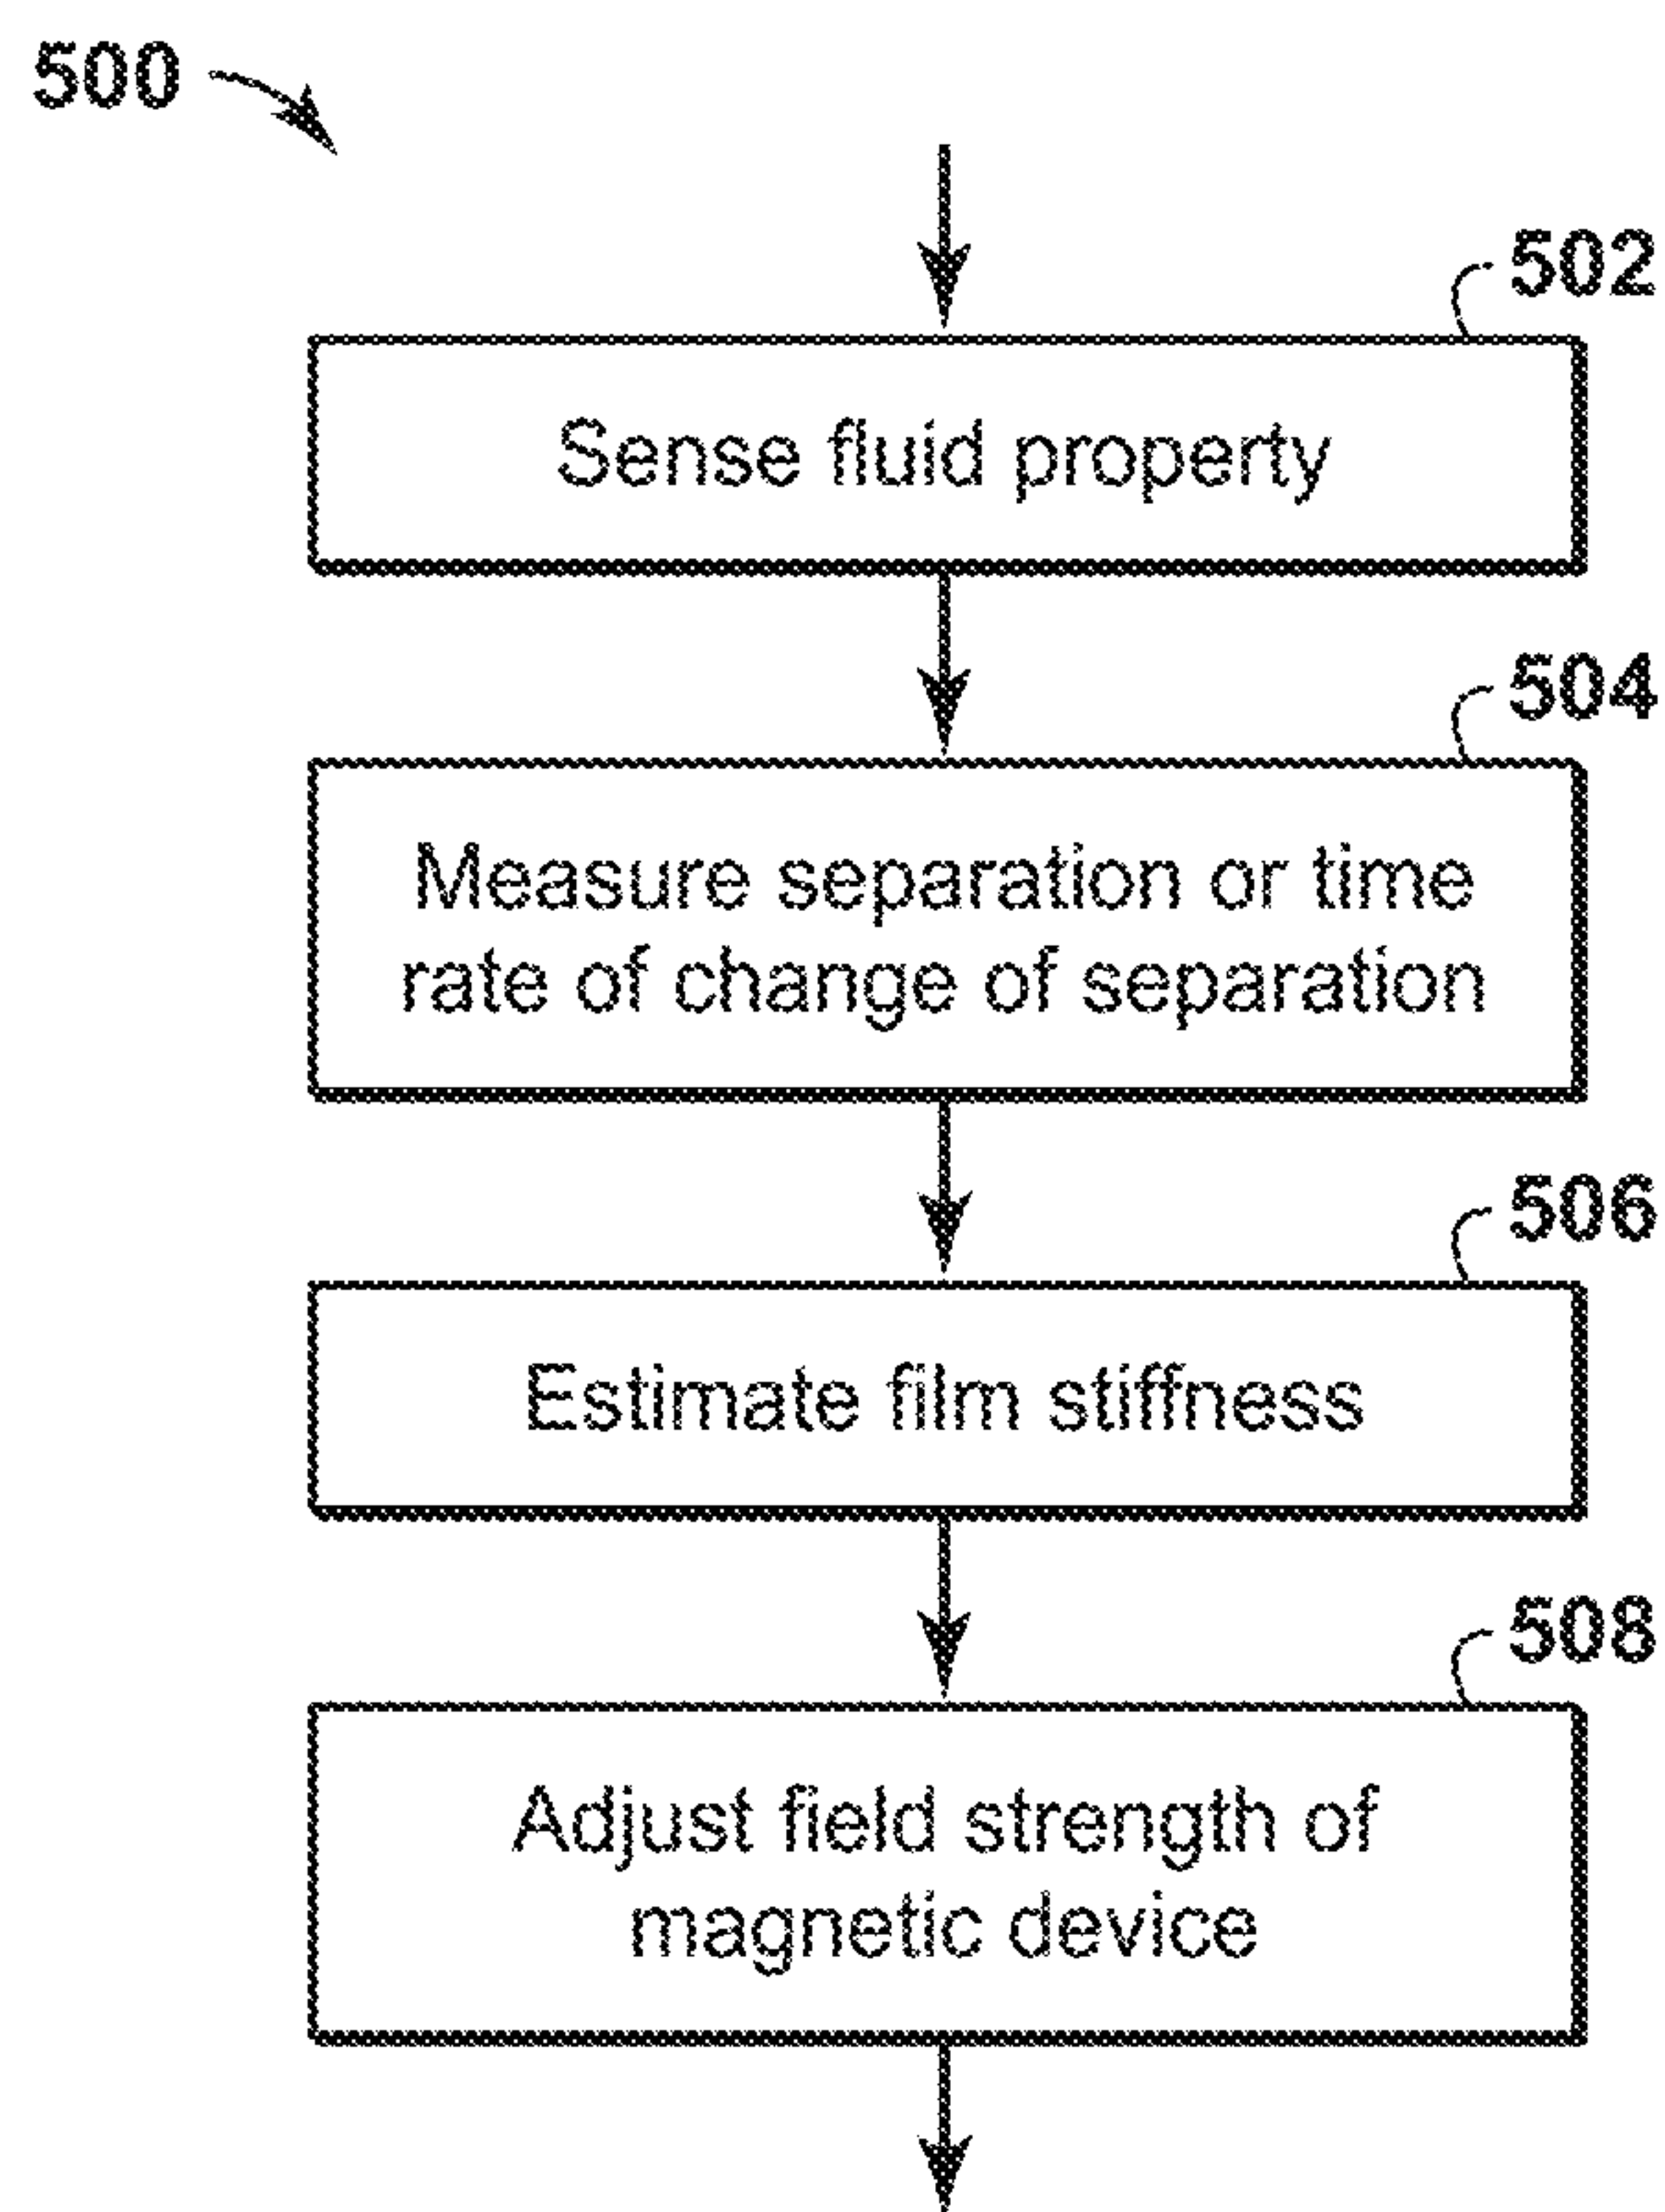 500
502
Sense fluid property
504
Measure separation or time
rate of change of separation
506
Estimate film stiffness
508
Adjust field strength of
magnetic device